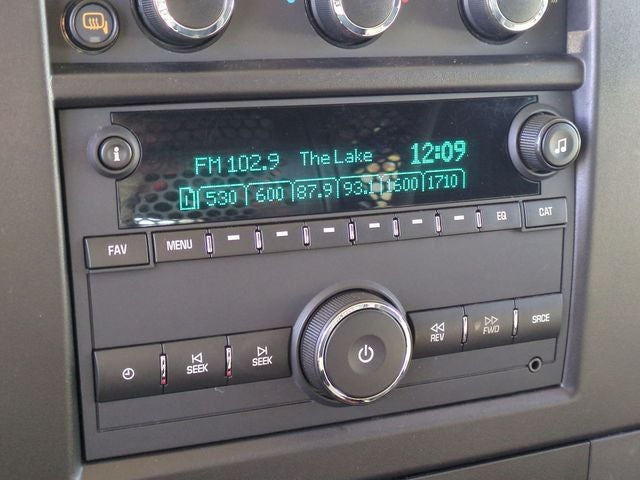 FM 102.9 The Lake 12:09
1 530 600 87.9 93.1 1600 1710
FAV MENU EQ CAT
REV FWD SRCE
SEEK SEEK